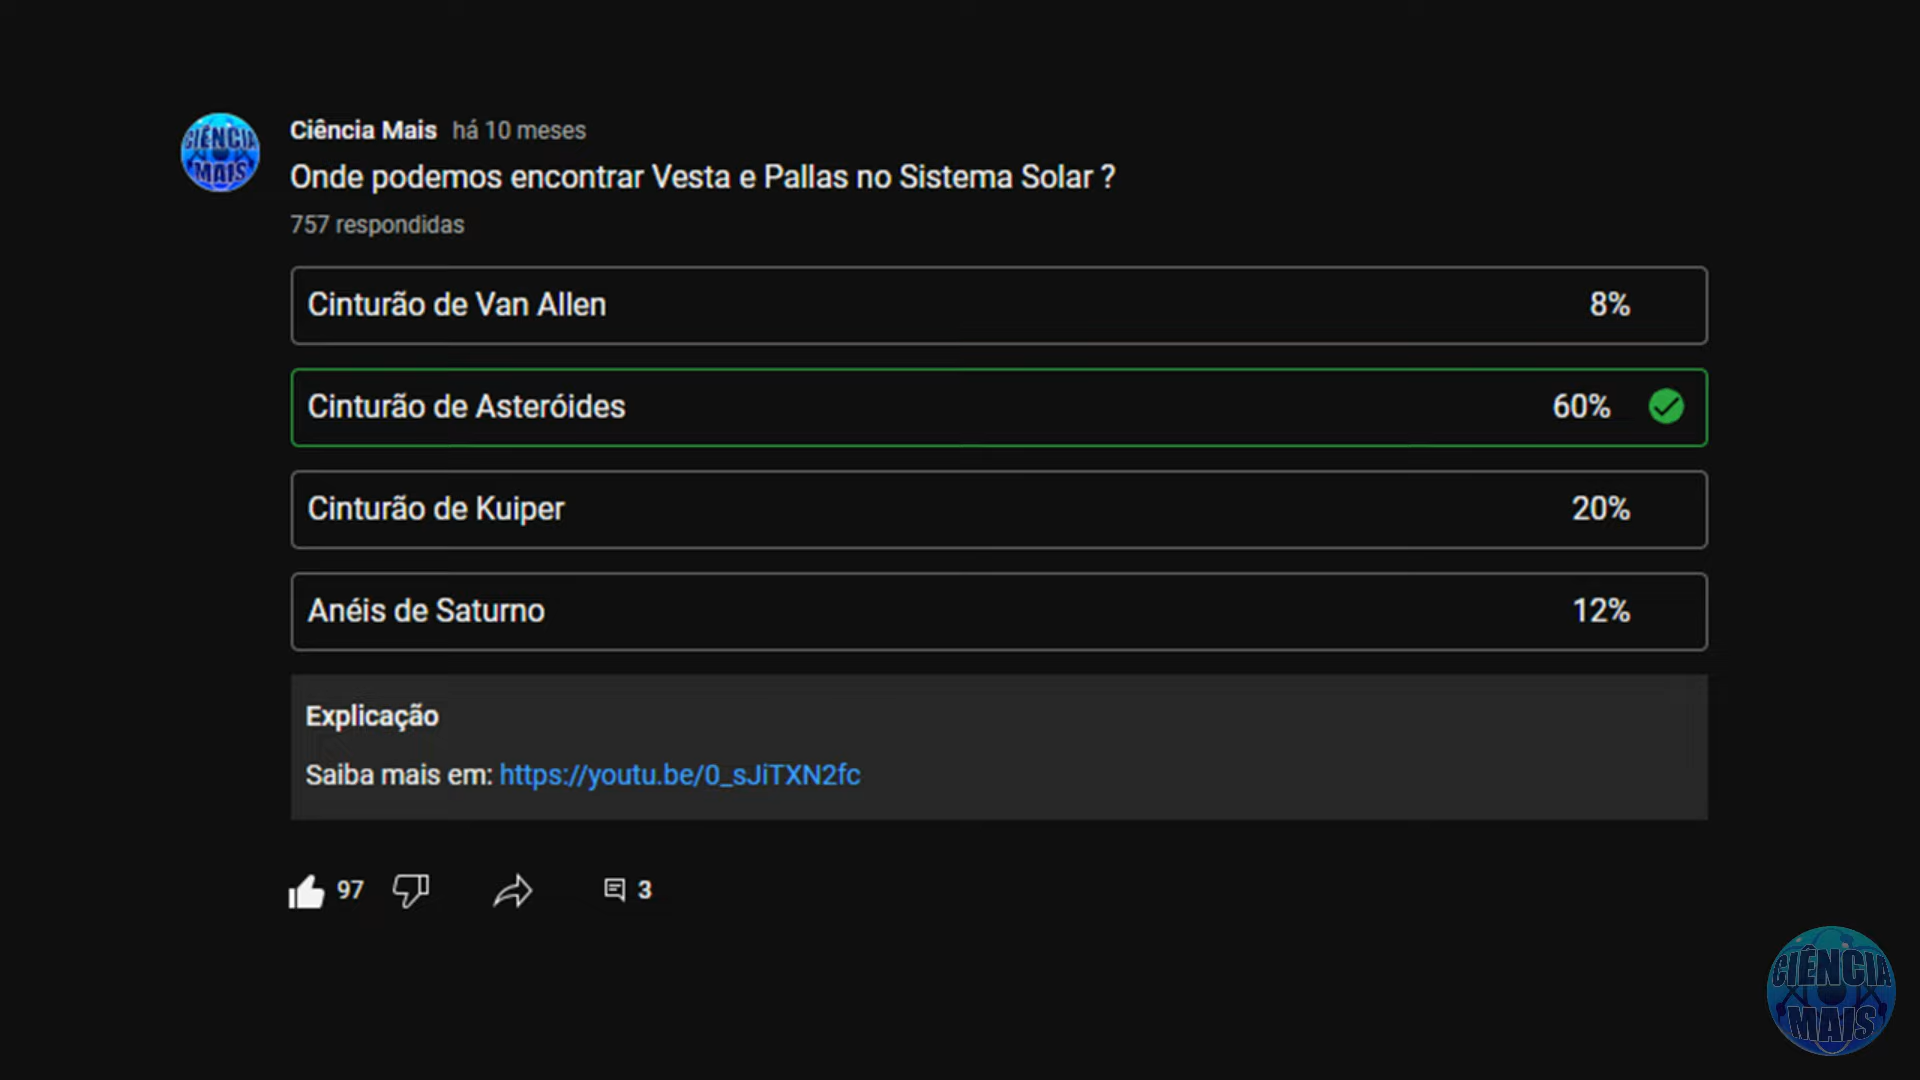 CIÊNCIA
MAIS
Ciência Mais há 10 meses
Onde podemos encontrar Vesta e Pallas no Sistema Solar ?
757 respondidas
Cinturão de Van Allen 8%
Cinturão de Asteróides 60%
Cinturão de Kuiper 20%
Anéis de Saturno 12%
Explicação
Saiba mais em: https://youtu.be/0_sJiTXN2fc
97 3
CIÊNCIA
MAIS